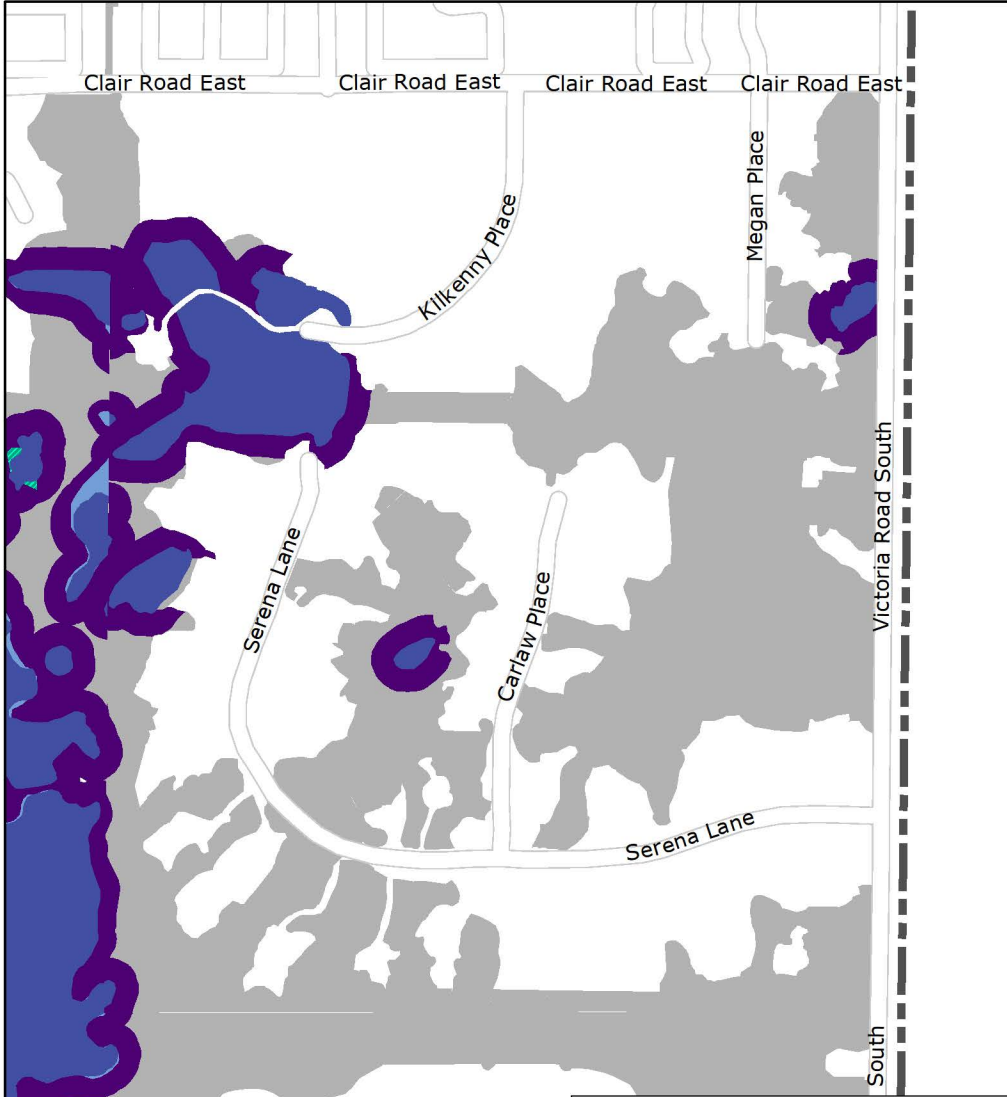 Clair Road East
Clair Road East
Clair Road East
Clair Road East
Megan Place
Kilkenny Place
Victoria Road South
Serena Lane
Carlaw Place
Serena Lane
South